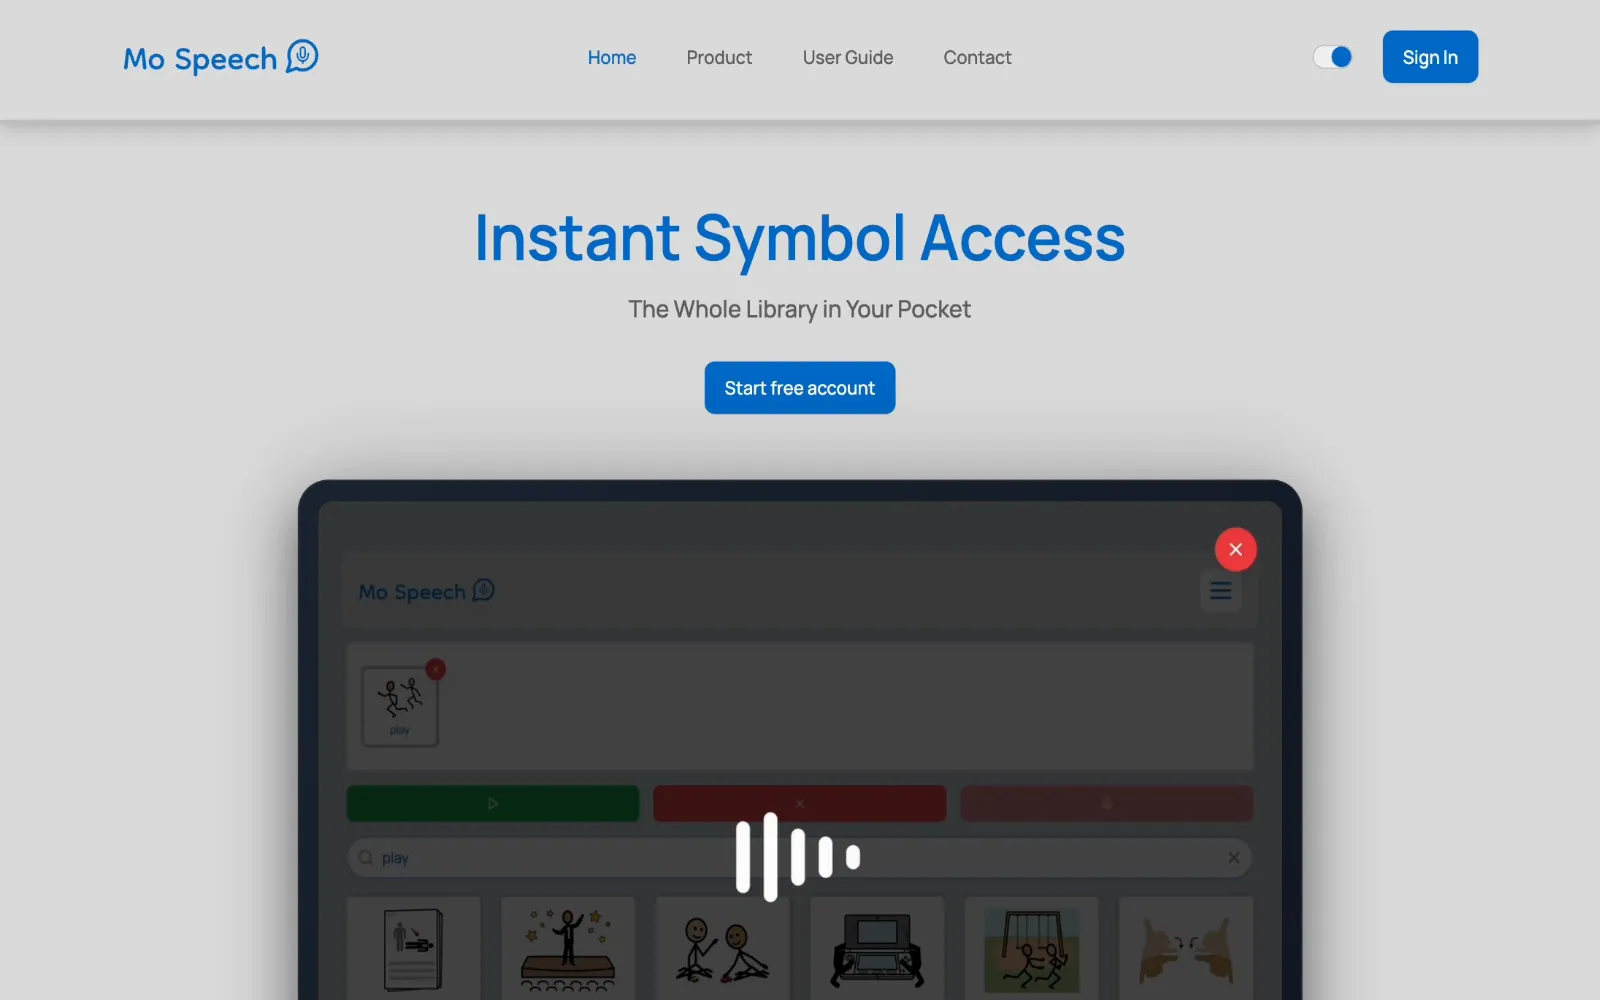 Mo Speech
Home
Product
User Guide
Contact
Sign In
Instant Symbol Access
The Whole Library in Your Pocket
Start free account
Mo Speech
play
play